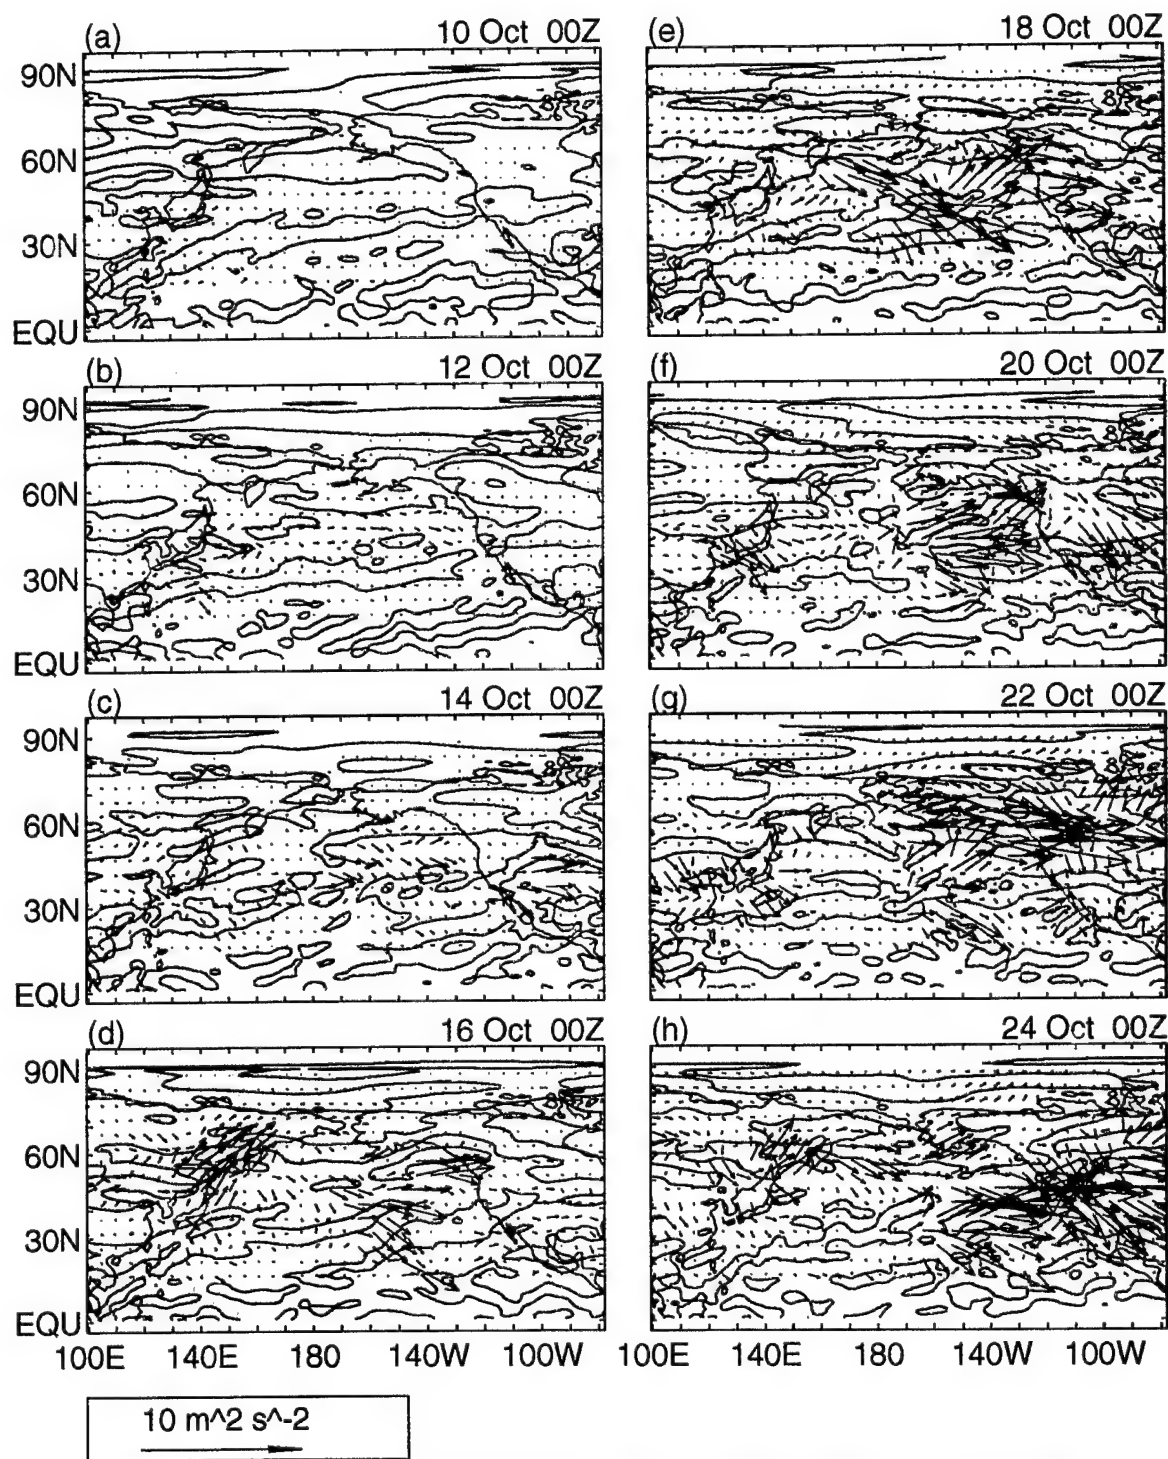 (a) 10 Oct 00Z
90N
60N
30N
EQU
(b) 12 Oct 00Z
90N
60N
30N
EQU
(c) 14 Oct 00Z
90N
60N
30N
EQU
(d) 16 Oct 00Z
90N
60N
30N
EQU
100E 140E 180 140W 100W
(e) 18 Oct 00Z
(f) 20 Oct 00Z
(g) 22 Oct 00Z
(h) 24 Oct 00Z
100E 140E 180 140W 100W
10 m^2 s^-2